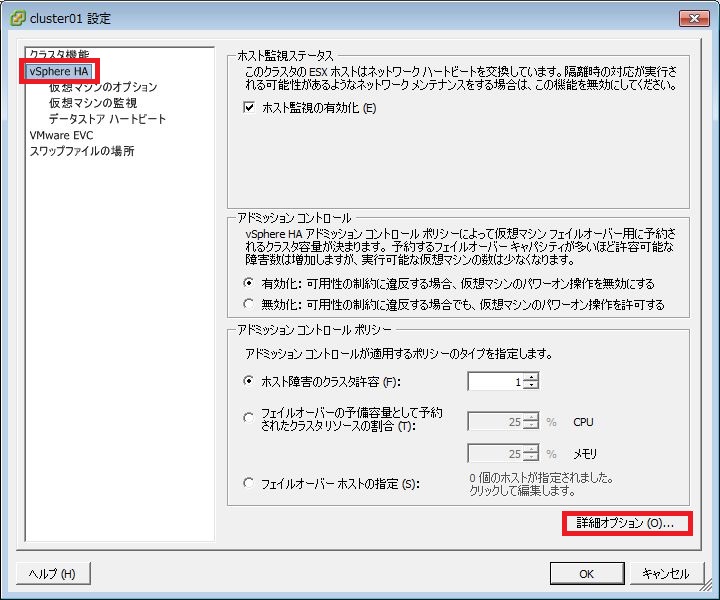 cluster01 設定
クラスタ機能
vSphere HA
仮想マシンのオプション
仮想マシンの監視
データストア ハートビート
VMware EVC
スワップファイルの場所
ホスト監視ステータス
このクラスタの ESX ホストはネットワーク ハートビートを交換しています。隔離時の対応が実行さ
れる可能性があるようなネットワーク メンテナンスをする場合は、この機能を無効にしてください。
ホスト監視の有効化 (E)
アドミッション コントロール
vSphere HA アドミッション コントロール ポリシーによって仮想マシン フェイルオーバー用に予約さ
れるクラスタ容量が決まります。予約するフェイルオーバー キャパシティが多いほど許容可能な
障害数は増加しますが、実行可能な仮想マシンの数は少なくなります。
有効化: 可用性の制約に違反する場合、仮想マシンのパワーオン操作を無効にする
無効化: 可用性の制約に違反する場合でも、仮想マシンのパワーオン操作を許可する
アドミッション コントロール ポリシー
アドミッション コントロールが適用するポリシーのタイプを指定します。
ホスト障害のクラスタ許容 (F):
1
フェイルオーバーの予備容量として予約
されたクラスタリソースの割合 (T):
25 % CPU
25 % メモリ
フェイルオーバー ホストの指定 (S):
0 個のホストが指定されました。
クリックして編集します。
詳細オプション (O)...
ヘルプ (H)
OK
キャンセル